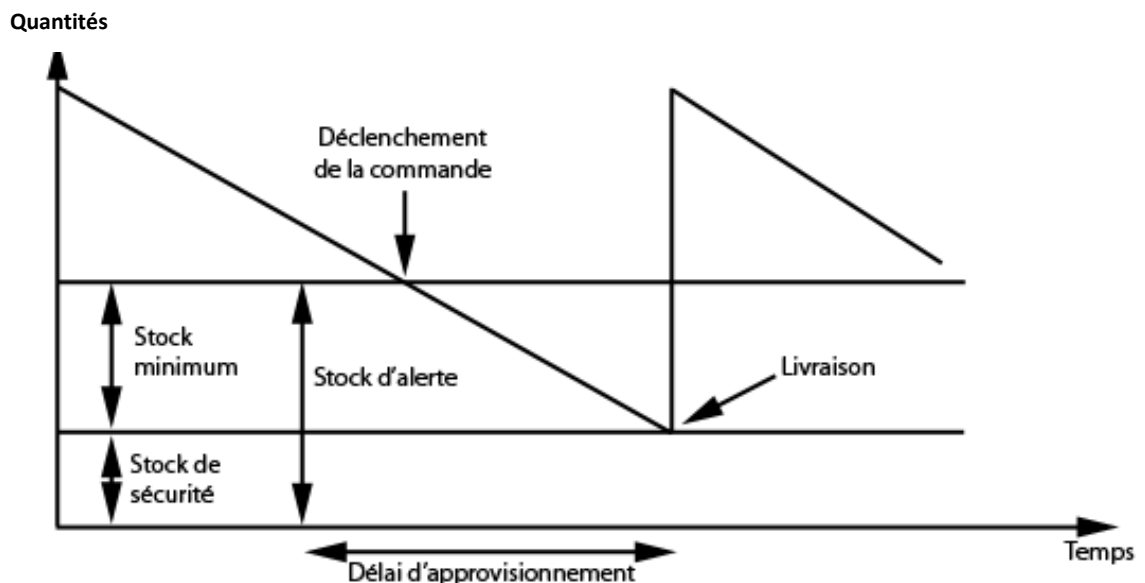 Quantités
Déclenchement
de la commande
Stock
minimum
Stock d'alerte
Livraison
Stock de
sécurité
Temps
Délai d'approvisionnement